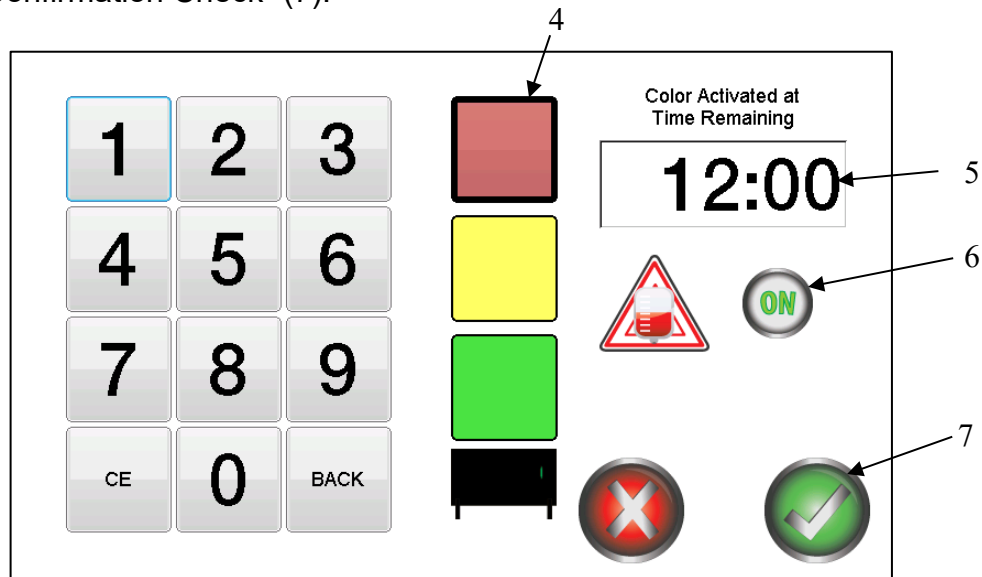 onfirmation Check" (7).
4
Color Activated at
Time Remaining
1 2 3
12:00
5
4 5 6
ON
6
7 8 9
7
CE 0 BACK